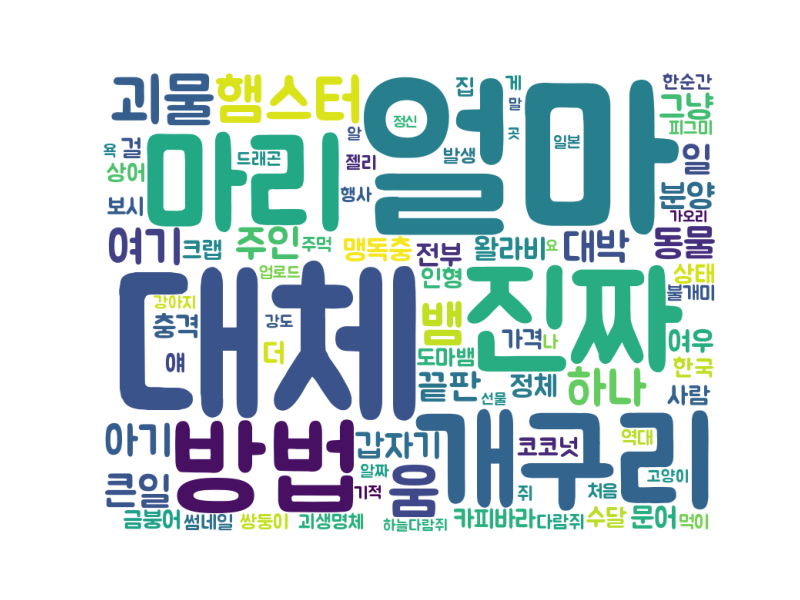 괴물 햄스터 얼마 집 게 한순간
말 그냥
정신 피그미
욕 걸 마리 알 곳 일본
상어 드래곤 젤리 발생 일
보시 행사 분양
가오리
여기 크랩 주인 주먹 맹독충 전부 왈라비 요 대박 동물
업로드 인형 상태
대체 진짜 불개미
강아지
충격 강도 뱀 가격 나 여우
얘 더 도마뱀 한국
끝판 정체 하나 사람
선물
아기 방법 갑자기 개구리 코코넛 역대
큰일 알짜 움 고양이
기적 쥐 처음
금붕어 썸네일 쌍둥이 괴생명체 하늘다람쥐 카피바라 다람쥐 수달 문어 먹이